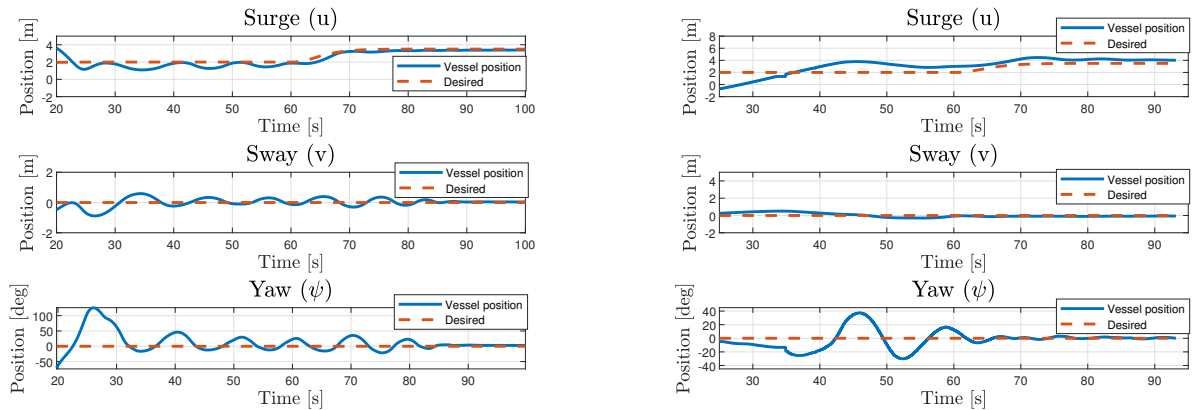 Surge (u)
Position [m]
4
2
0
-2
Vessel position
Desired
20 30 40 50 60 70 80 90 100
Time [s]
Sway (v)
Position [m]
2
0
-2
Vessel position
Desired
20 30 40 50 60 70 80 90 100
Time [s]
Yaw (ψ)
Position [deg]
100
50
0
-50
Vessel position
Desired
20 30 40 50 60 70 80 90
Time [s]
Surge (u)
Position [m]
8
6
4
2
0
-2
Vessel position
Desired
30 40 50 60 70 80 90
Time [s]
Sway (v)
Position [m]
4
2
0
-2
Vessel position
Desired
30 40 50 60 70 80 90
Time [s]
Yaw (ψ)
Position [deg]
40
20
0
-20
-40
Vessel position
Desired
30 40 50 60 70 80 90
Time [s]